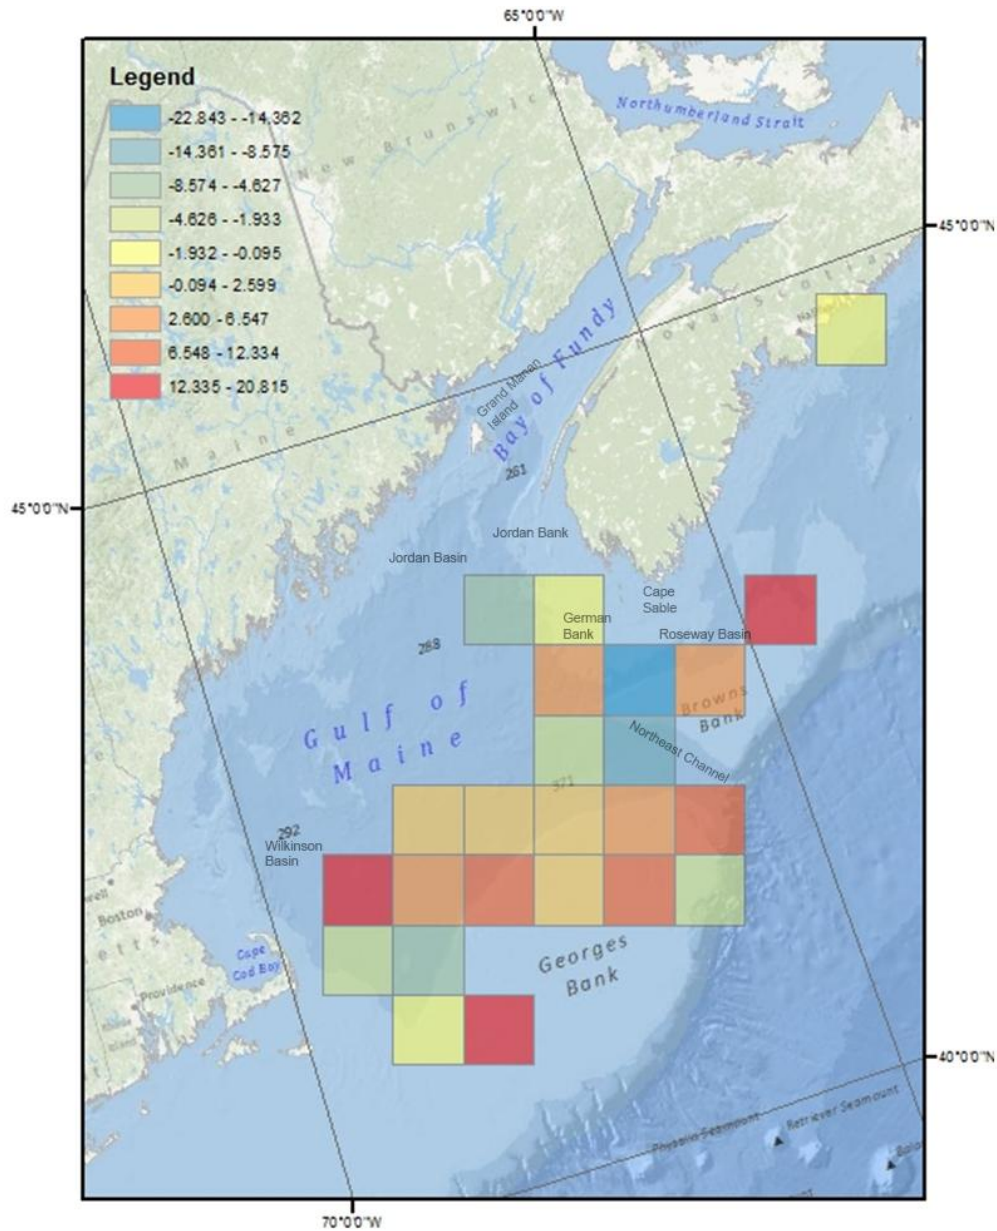 65°0'0"W
Legend
-22.843 - -14.362
-14.361 - -8.575
-8.574 - -4.627
-4.626 - -1.933
-1.932 - -0.095
-0.094 - 2.599
2.600 - 6.547
6.548 - 12.334
12.335 - 20.815
Northumberland Strait
New Brunswic
45°0'0"N
Nova Scotia
Bay of Fundy
Grand Manan
Island
Maine
261
45°0'0"N
Jordan Bank
Jordan Basin
Cape
Sable
German
Bank
Roseway Basin
288
Gulf of
Maine
Browns
Bank
Northeast Channel
371
292
Wilkinson
Basin
well
Boston
etts
Cape
Cod Bay
Providence
Island
Georges
Bank
40°0'0"N
Physalia Seamount
Retriever Seamount
70°0'0"W